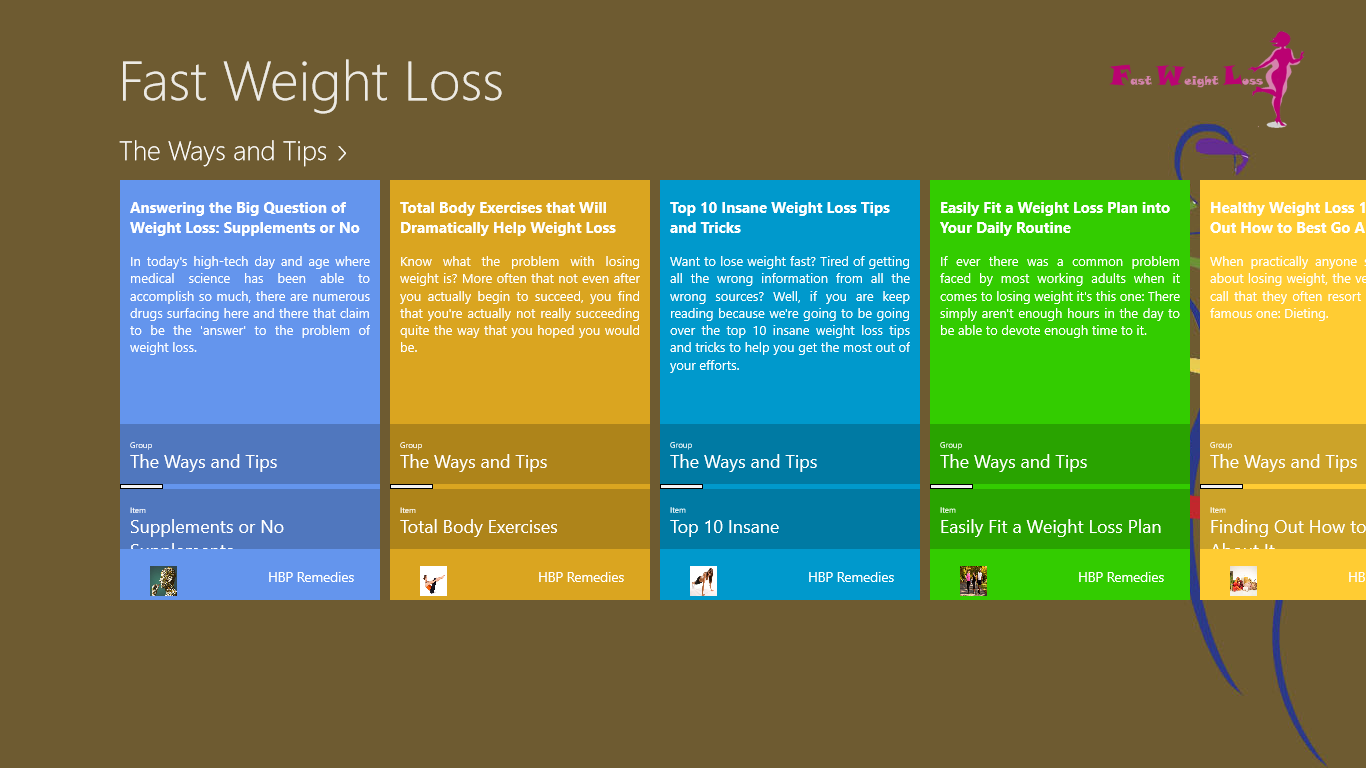 Fast Weight Loss
Fast Weight Loss
The Ways and Tips >
Answering the Big Question of
Weight Loss: Supplements or No
In today's high-tech day and age where
medical science has been able to
accomplish so much, there are numerous
drugs surfacing here and there that claim
to be the 'answer' to the problem of
weight loss.
Group
The Ways and Tips
Item
Supplements or No
Supplements
HBP Remedies
Total Body Exercises that Will
Dramatically Help Weight Loss
Know what the problem with losing
weight is? More often that not even after
you actually begin to succeed, you find
that you're actually not really succeeding
quite the way that you hoped you would
be.
Group
The Ways and Tips
Item
Total Body Exercises
HBP Remedies
Top 10 Insane Weight Loss Tips
and Tricks
Want to lose weight fast? Tired of getting
all the wrong information from all the
wrong sources? Well, if you are keep
reading because we're going to be going
over the top 10 insane weight loss tips
and tricks to help you get the most out of
your efforts.
Group
The Ways and Tips
Item
Top 10 Insane
HBP Remedies
Easily Fit a Weight Loss Plan into
Your Daily Routine
If ever there was a common problem
faced by most working adults when it
comes to losing weight it's this one: There
simply aren't enough hours in the day to
be able to devote enough time to it.
Group
The Ways and Tips
Item
Easily Fit a Weight Loss Plan
HBP Remedies
Healthy Weight Loss 1
Out How to Best Go A
When practically anyone
about losing weight, the ve
call that they often resort
famous one: Dieting.
Group
The Ways and Tips
Item
Finding Out How to
About It
HB